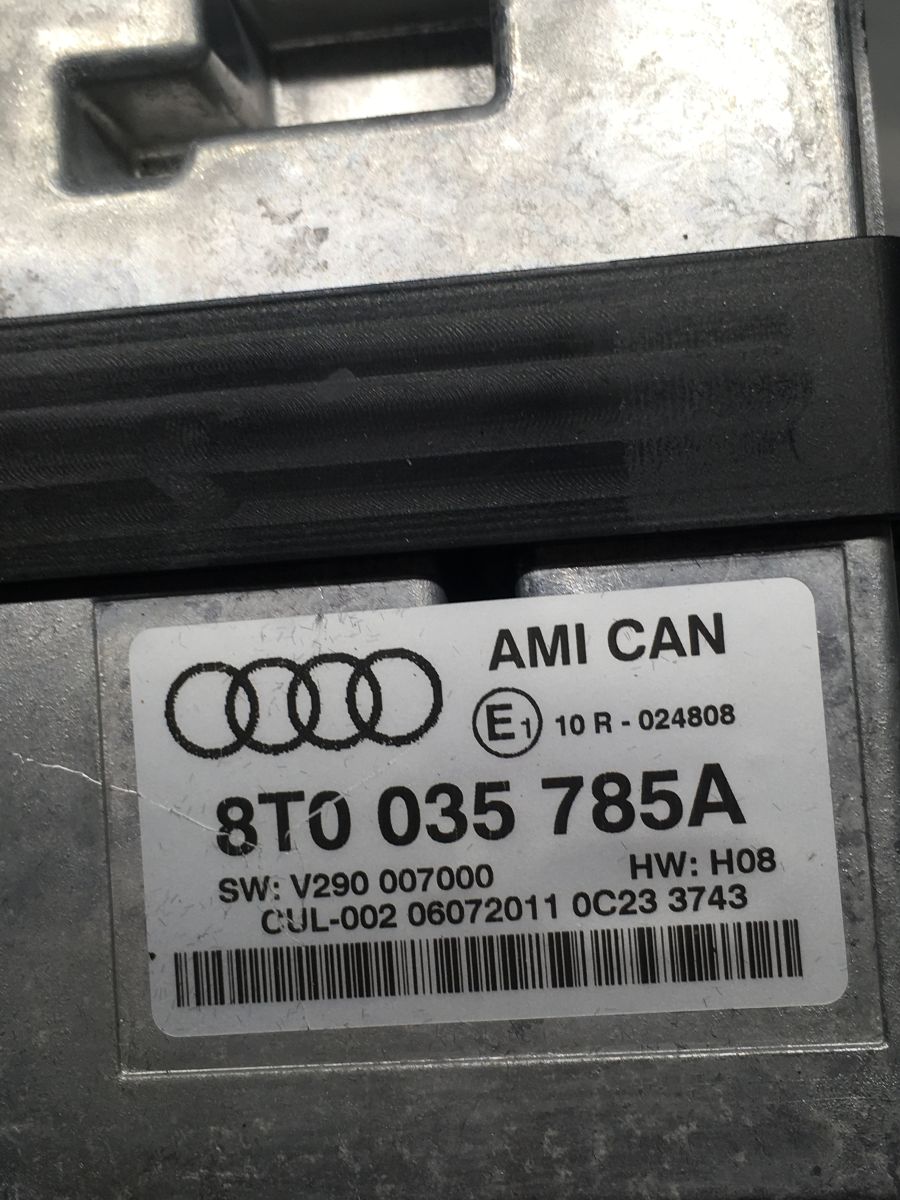 AMI CAN
E1 10 R - 024808
8T0 035 785A
SW: V290 007000 HW: H08
CUL-002 06072011 0C23 3743